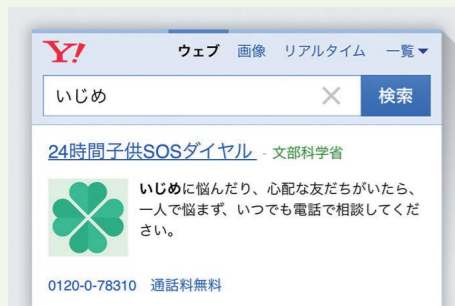 Y!
ウェブ 画像 リアルタイム 一覧▼
いじめ × 検索
24時間子供SOSダイヤル - 文部科学省
いじめに悩んだり、心配な友だちがいたら、
一人で悩まず、いつでも電話で相談してくだ
さい。
0120-0-78310 通話料無料